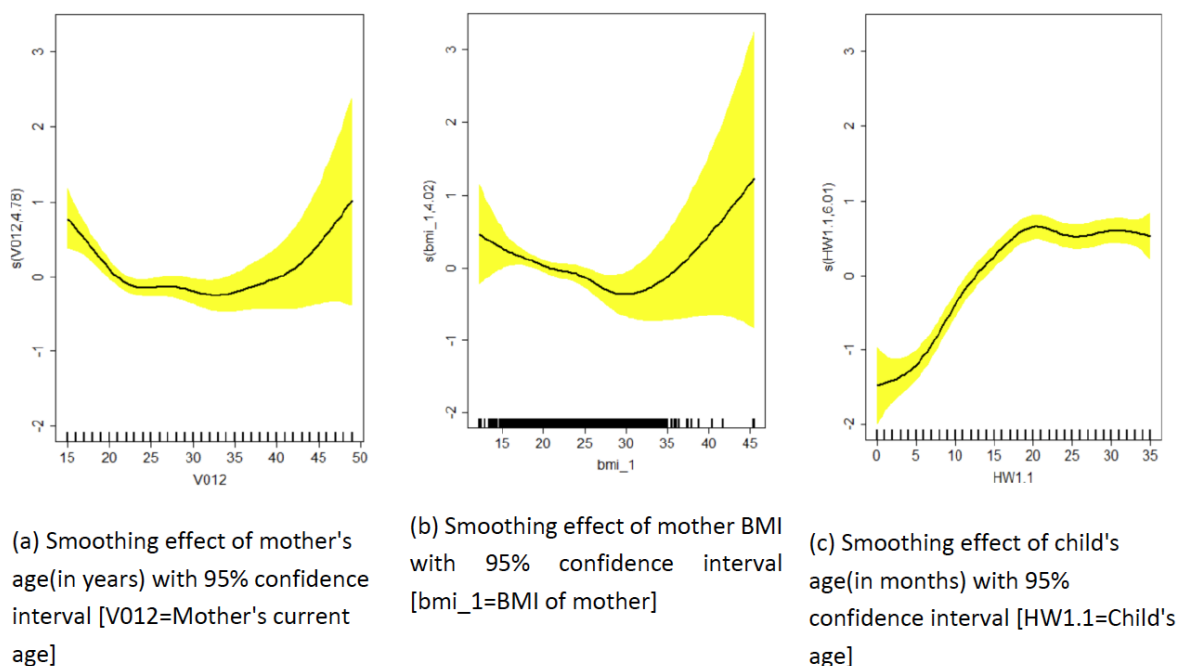 s(V012,4.78)
3
2
1
0
-1
-2
15 20 25 30 35 40 45 50
V012
s(bmi_1,4.02)
3
2
1
0
-1
-2
15 20 25 30 35 40 45
bmi_1
s(HW1.1,6.01)
3
2
1
0
-1
-2
0 5 10 15 20 25 30 35
HW1.1
(a) Smoothing effect of mother's
age(in years) with 95% confidence
interval [V012=Mother's current
age]
(b) Smoothing effect of mother BMI
with 95% confidence interval
[bmi_1=BMI of mother]
(c) Smoothing effect of child's
age(in months) with 95%
confidence interval [HW1.1=Child's
age]